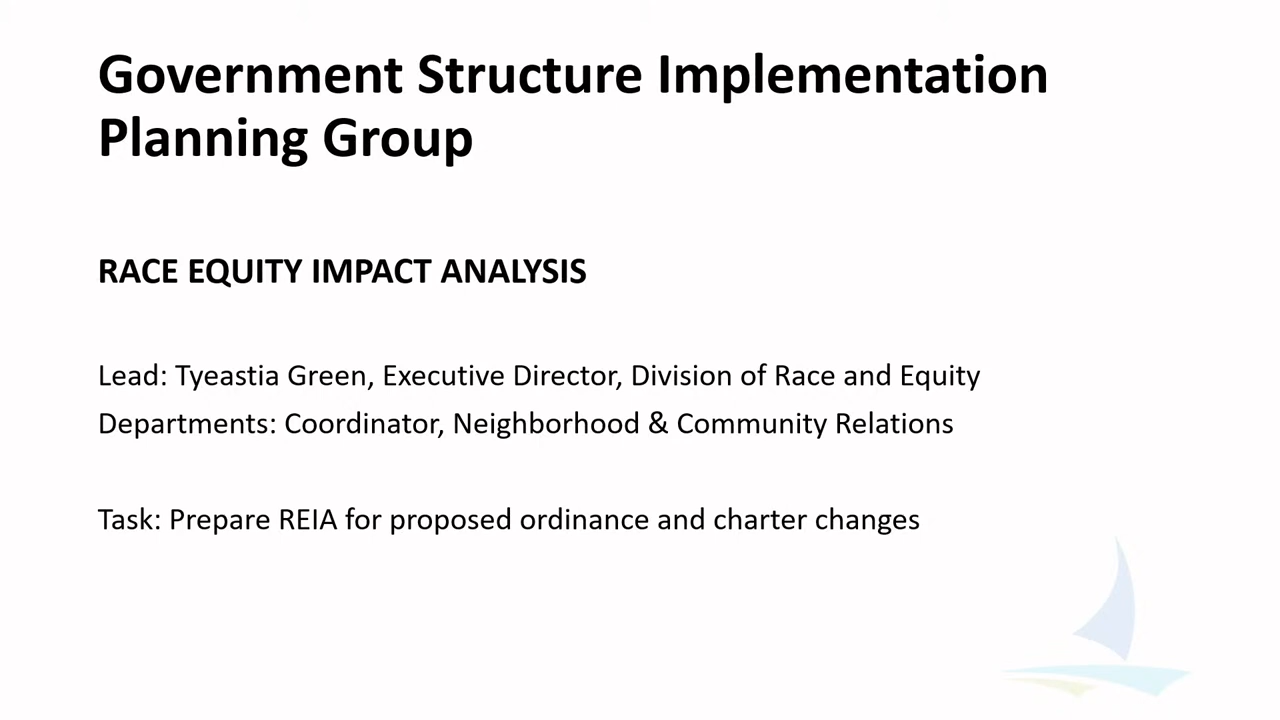 Government Structure Implementation
Planning Group
RACE EQUITY IMPACT ANALYSIS
Lead: Tyeastia Green, Executive Director, Division of Race and Equity
Departments: Coordinator, Neighborhood & Community Relations
Task: Prepare REIA for proposed ordinance and charter changes